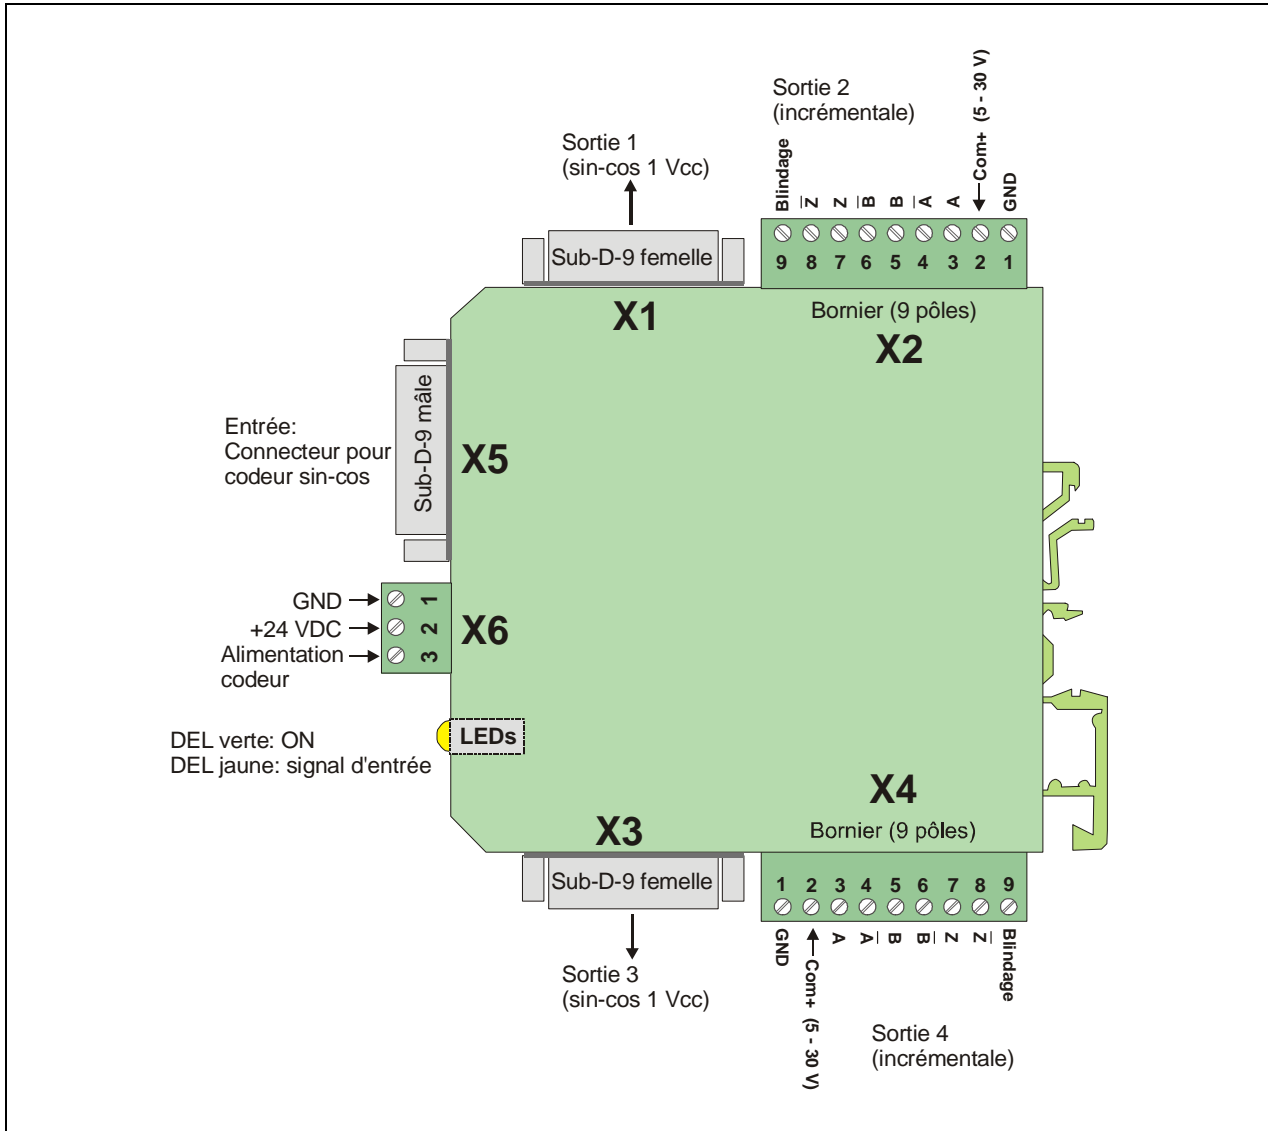 Sortie 2
(incrémentale)
Sortie 1
(sin-cos 1 Vcc)
Blindage
Z̅
Z
B̅
B
A̅
A
Com+ (5 - 30 V)
GND
9 8 7 6 5 4 3 2 1
Sub-D-9 femelle
X1
Bornier (9 pôles)
X2
Sub-D-9 mâle
X5
Entrée:
Connecteur pour
codeur sin-cos
GND
+24 VDC
Alimentation
codeur
1
2
3
X6
LEDs
DEL verte: ON
DEL jaune: signal d'entrée
X4
Bornier (9 pôles)
X3
Sub-D-9 femelle
1 2 3 4 5 6 7 8 9
GND
Com+ (5 - 30 V)
A
A̅
B
B̅
Z
Z̅
Blindage
Sortie 3
(sin-cos 1 Vcc)
Sortie 4
(incrémentale)